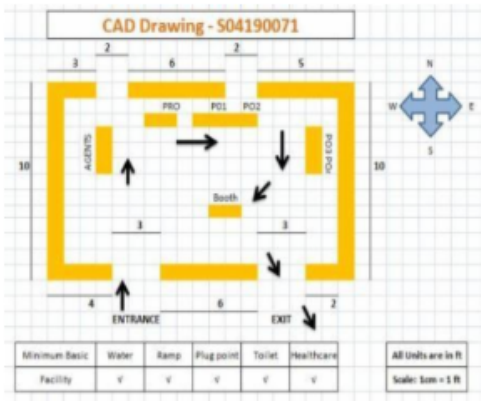 CAD Drawing - S04190071
2
2
3
6
5
N
W
E
S
PRO
PO1
PO2
AGENTS
PO3 PO4
10
10
Booth
3
3
4
6
2
ENTRANCE
EXIT
Minimum Basic Water Ramp Plug point Toilet Healthcare
Facility √ √ √ √ √
All Units are in ft
Scale: 1cm = 1 ft